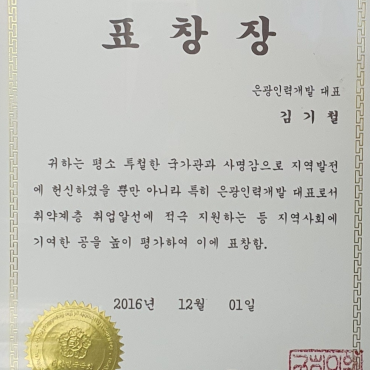 표 창 장
은광인력개발 대표
김 기 철
귀하는 평소 투철한 국가관과 사명감으로 지역발전
에 헌신하였을 뿐만 아니라 특히 은광인력개발 대표로서
취약계층 취업알선에 적극 지원하는 등 지역사회에
기여한 공을 높이 평가하여 이에 표창함.
2016년 12월 01일